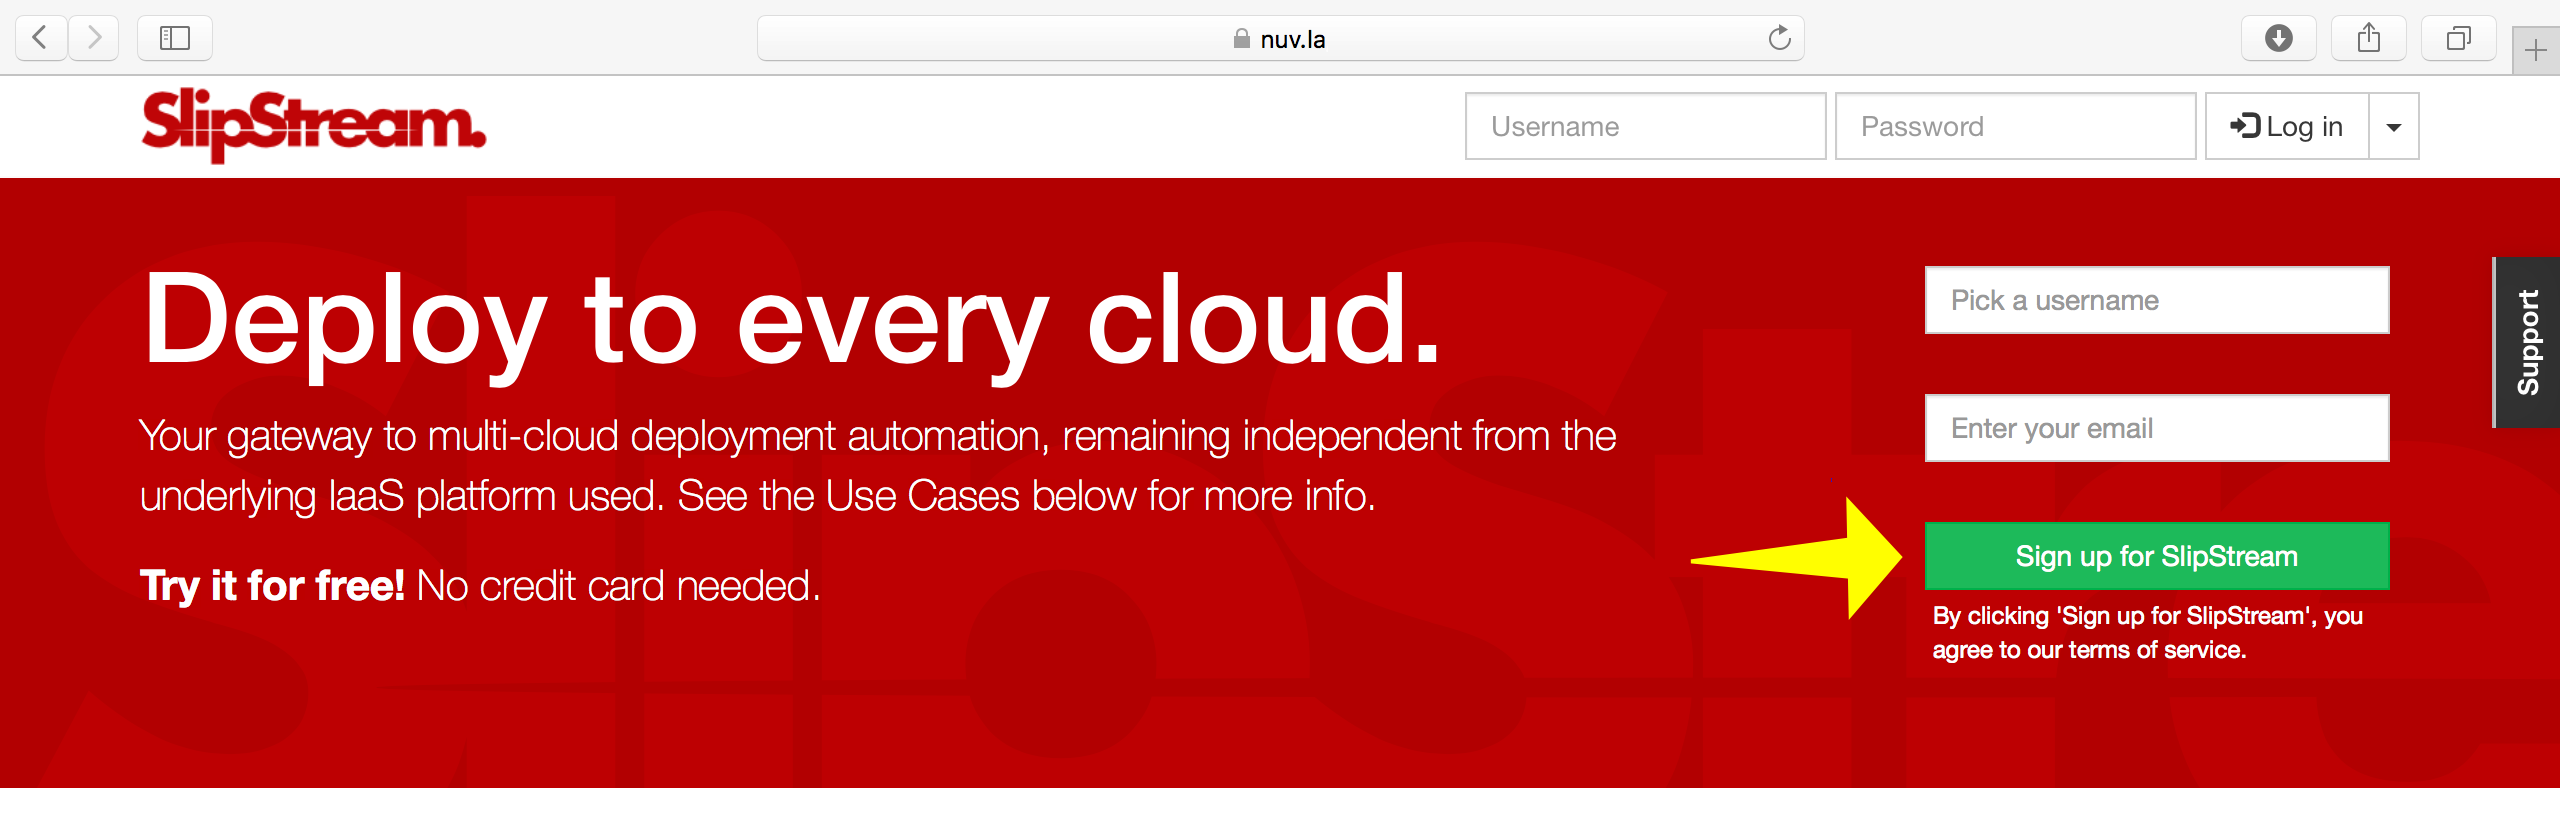 nuv.la
SlipStream.
Username
Password
Log in
Deploy to every cloud.
Your gateway to multi-cloud deployment automation, remaining independent from the
underlying IaaS platform used. See the Use Cases below for more info.
Try it for free! No credit card needed.
Pick a username
Enter your email
Sign up for SlipStream
By clicking 'Sign up for SlipStream', you
agree to our terms of service.
Support